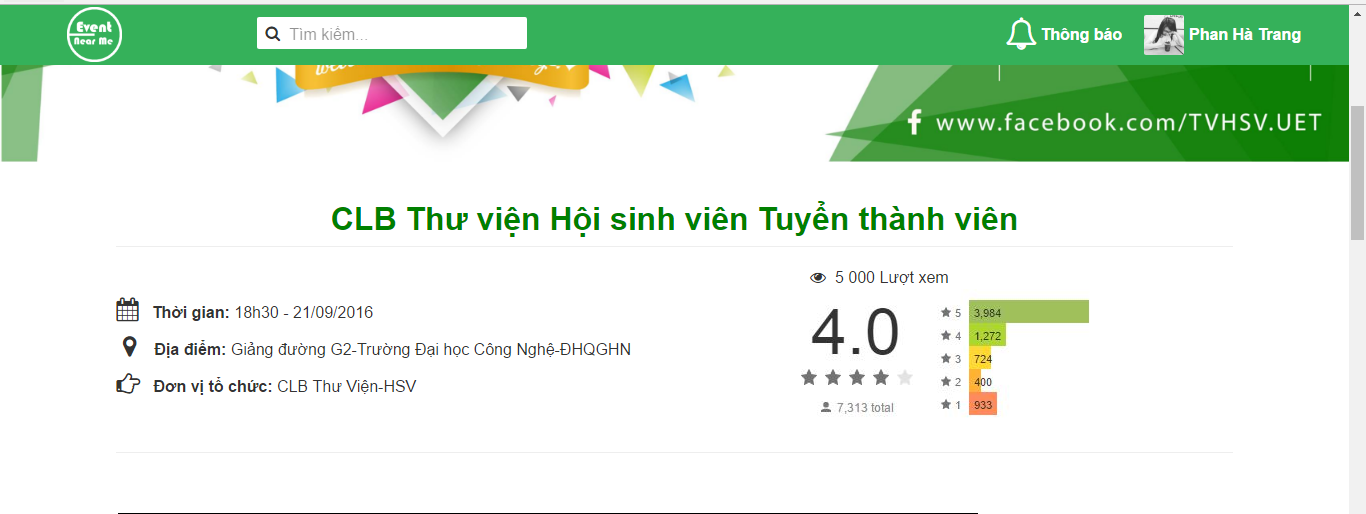 Event
Near Me
Tìm kiếm...
Thông báo
Phan Hà Trang
www.facebook.com/TVHSV.UET
CLB Thư viện Hội sinh viên Tuyển thành viên
5 000 Lượt xem
Thời gian: 18h30 - 21/09/2016
Địa điểm: Giảng đường G2-Trường Đại học Công Nghệ-ĐHQGHN
Đơn vị tổ chức: CLB Thư Viện-HSV
4.0
7,313 total
5 3,984
4 1,272
3 724
2 400
1 933